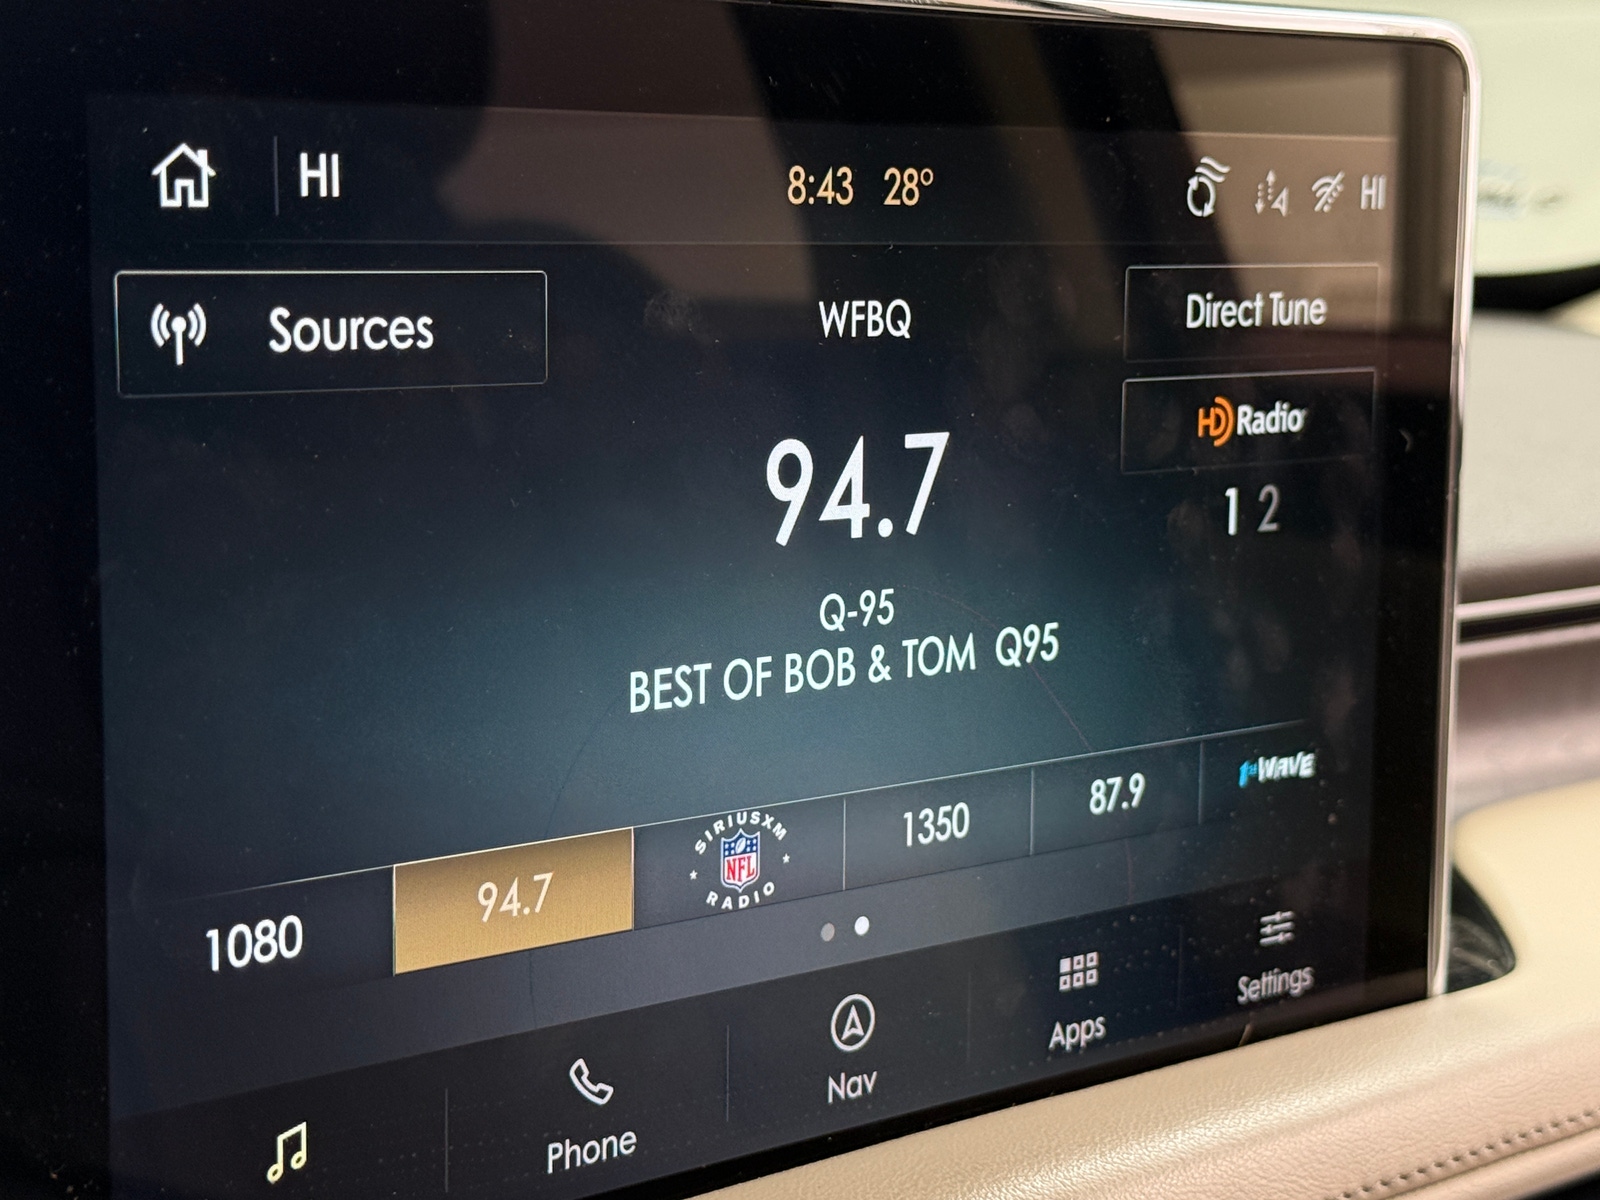 HI
8:43 28°
HI
Sources
WFBQ
Direct Tune
HD Radio
94.7
1 2
Q-95
BEST OF BOB & TOM Q95
1080
94.7
SIRIUSXM
NFL
RADIO
1350
87.9
1st WAVE
Phone
Nav
Apps
Settings